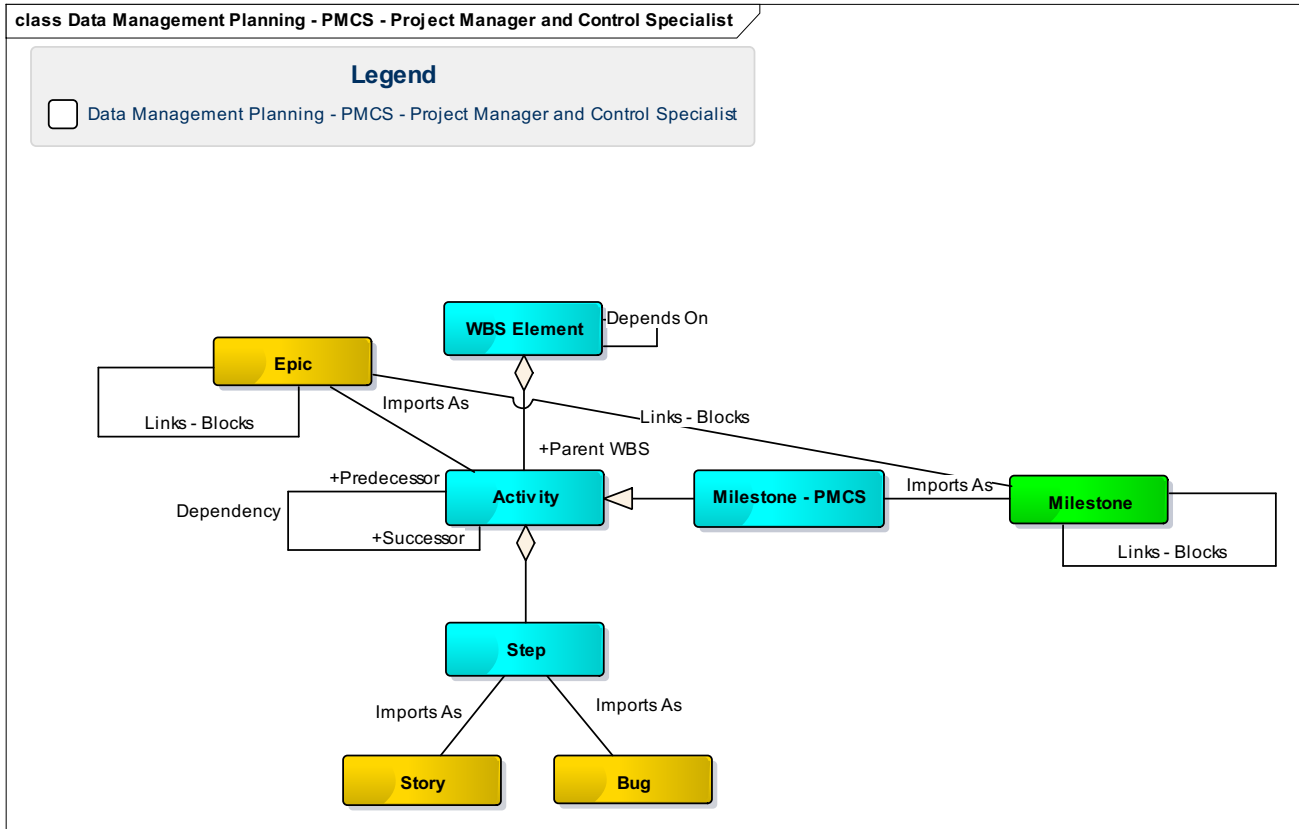 class Data Management Planning - PMCS - Project Manager and Control Specialist
Legend
Data Management Planning - PMCS - Project Manager and Control Specialist
WBS Element
Depends On
Epic
Links - Blocks
Imports As
Links - Blocks
+Parent WBS
+Predecessor
Activity
Dependency
+Successor
Milestone - PMCS
Imports As
Milestone
Links - Blocks
Step
Imports As
Imports As
Story
Bug